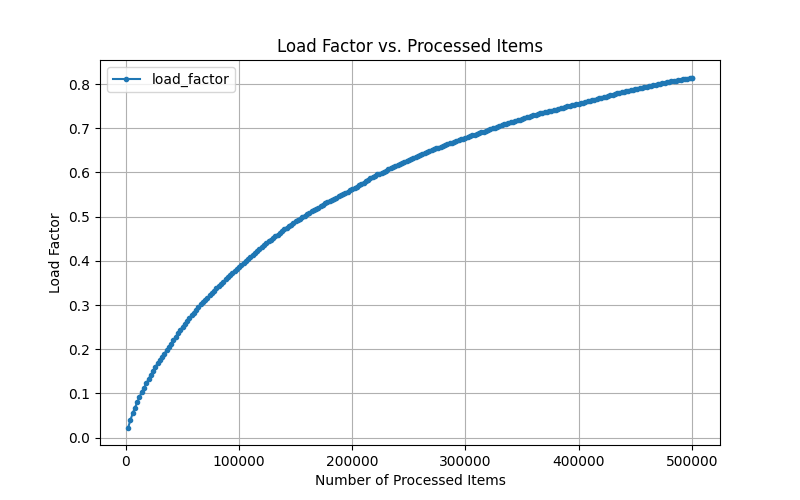 Load Factor vs. Processed Items
load_factor
Load Factor
0.8
0.7
0.6
0.5
0.4
0.3
0.2
0.1
0.0
0 100000 200000 300000 400000 500000
Number of Processed Items